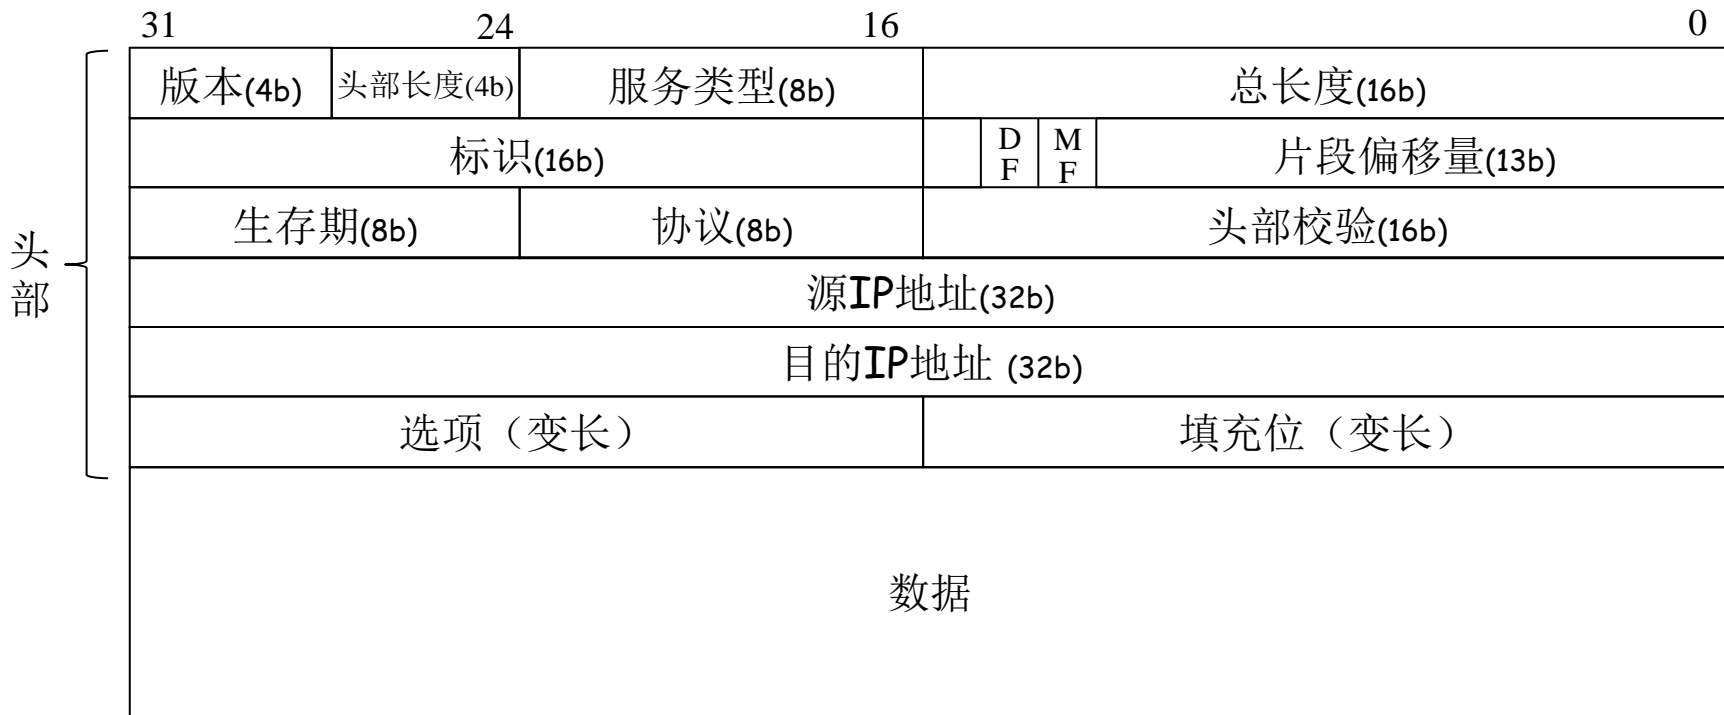 31 24 16 0
版本(4b) 头部长度(4b) 服务类型(8b) 总长度(16b)
标识(16b) DF MF 片段偏移量(13b)
生存期(8b) 协议(8b) 头部校验(16b)
头部
源IP地址(32b)
目的IP地址 (32b)
选项（变长） 填充位（变长）
数据